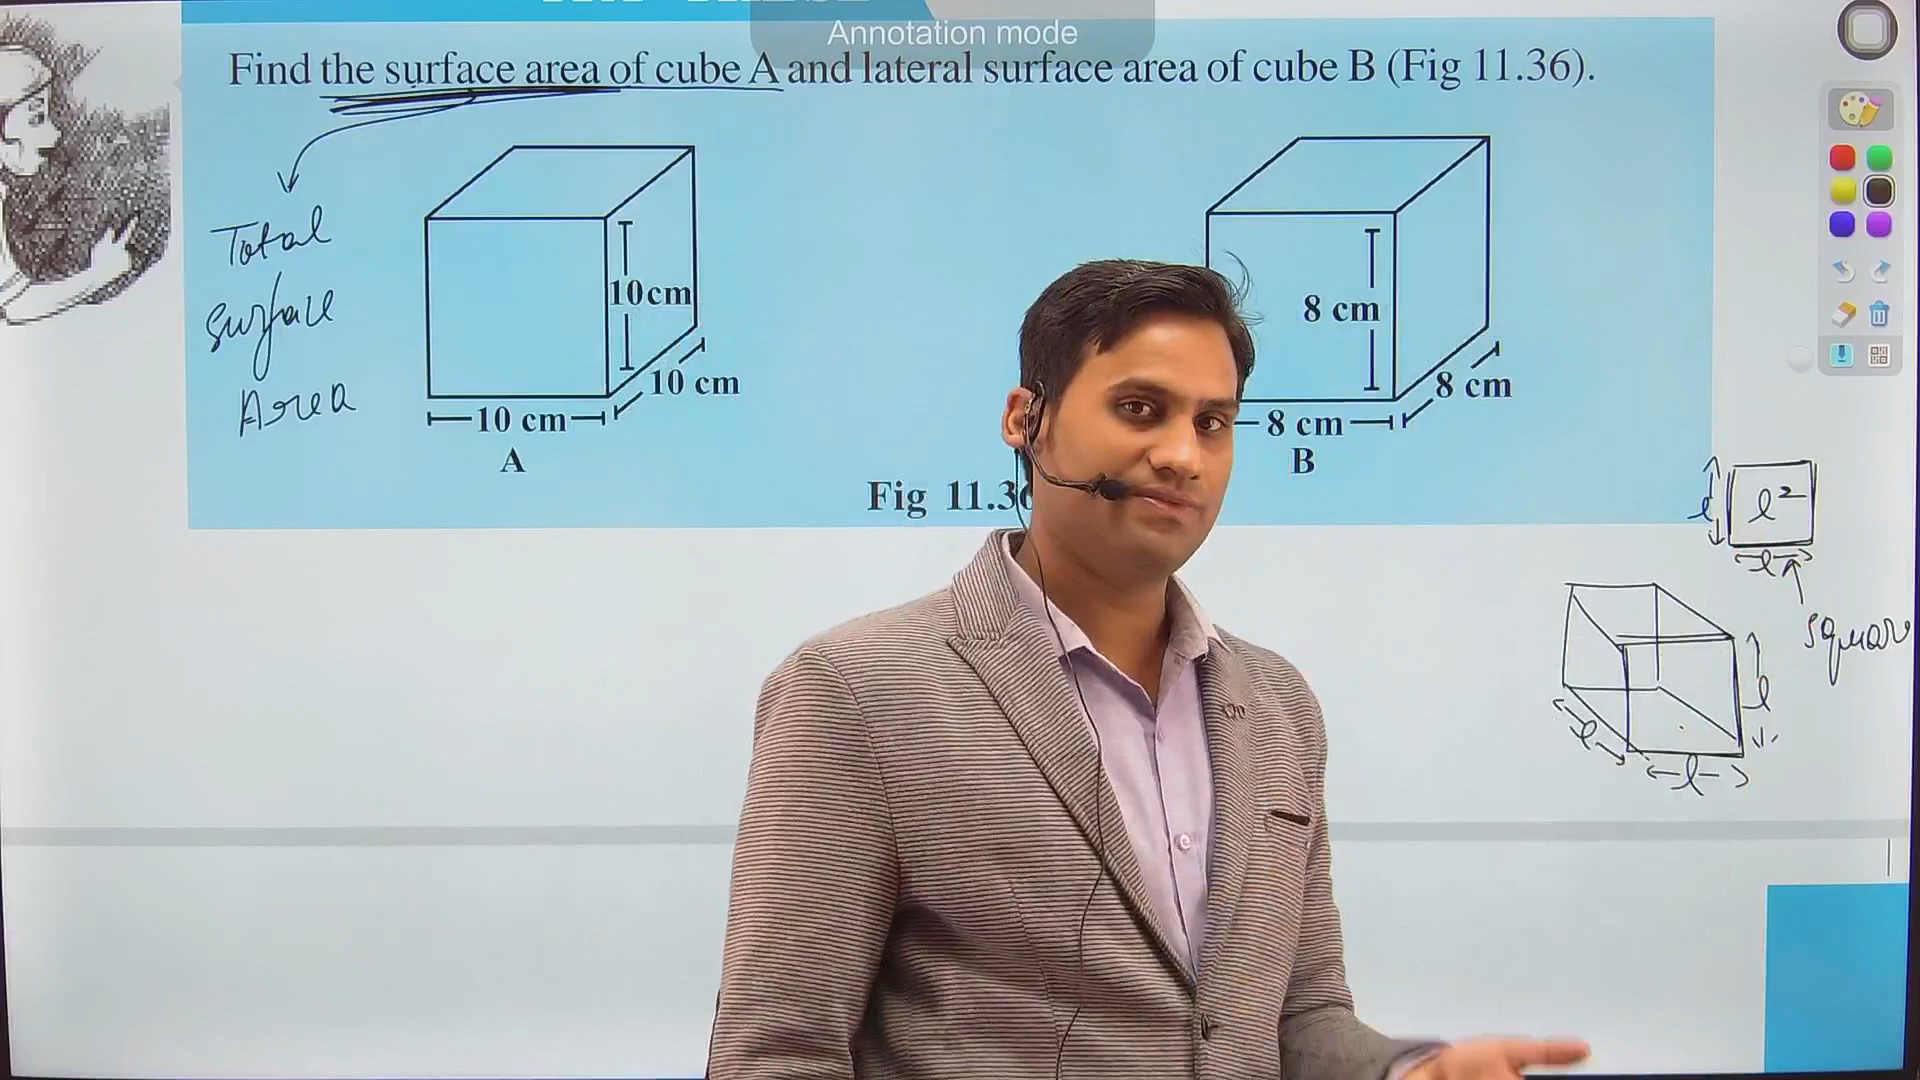 Annotation mode
Find the surface area of cube A and lateral surface area of cube B (Fig 11.36).
Total
Surface
Area
10cm
10 cm
10 cm
A
8 cm
8 cm
8 cm
B
Fig 11.36
l
l²
l
square
l
l
l